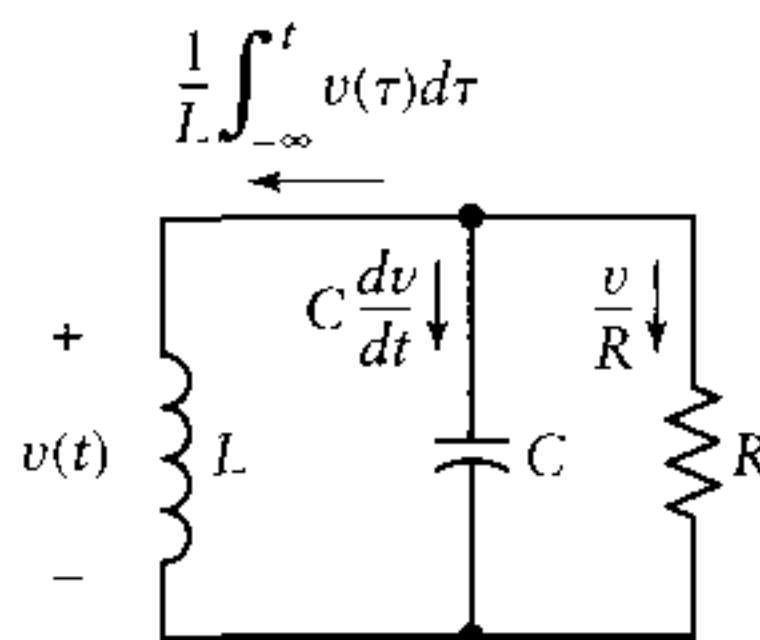 1/L ∫_{-∞}^{t} v(τ)dτ
C dv/dt
v/R
+
v(t)
L
C
R
−